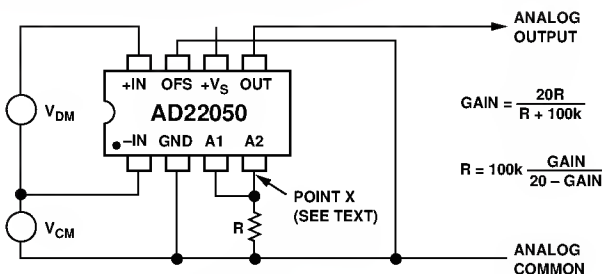 ANALOG
OUTPUT
+IN OFS +VS OUT
AD22050
–IN GND A1 A2
VDM
VCM
GAIN = 20R / R + 100k
R = 100k GAIN / 20 – GAIN
POINT X
(SEE TEXT)
R
ANALOG
COMMON